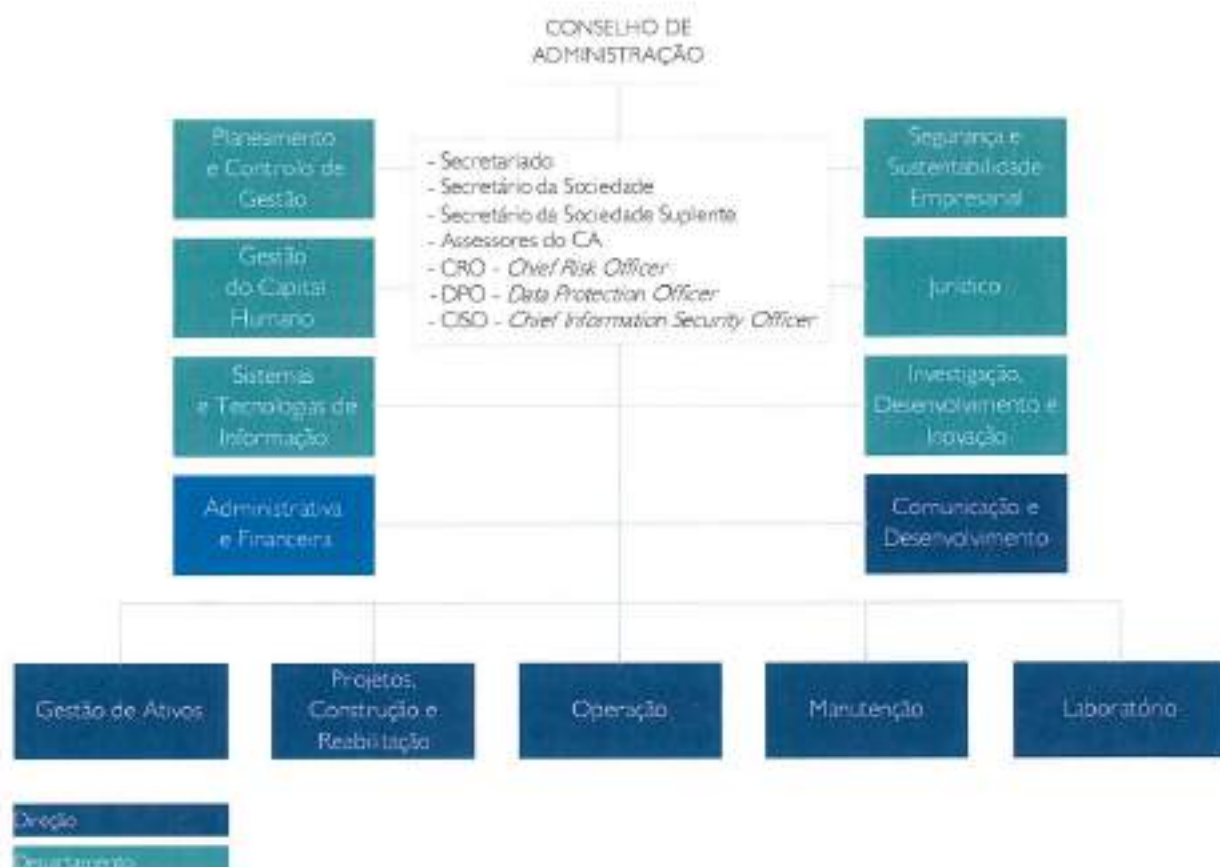 CONSELHO DE
ADMINISTRAÇÃO
Planeamento
e Controlo de
Gestão
- Secretariado
- Secretário da Sociedade
- Secretário da Sociedade Suplente
- Assessores do CA
- CRO - Chief Risk Officer
- DPO - Data Protection Officer
- CISO - Chief Information Security Officer
Segurança e
Sustentabilidade
Empresarial
Gestão
do Capital
Humano
Jurídico
Sistemas
e Tecnologias de
Informação
Investigação,
Desenvolvimento e
Inovação
Administrativa
e Financeira
Comunicação e
Desenvolvimento
Gestão de Ativos
Projetos,
Construção e
Reabilitação
Operação
Manutenção
Laboratório
Direção
Departamento